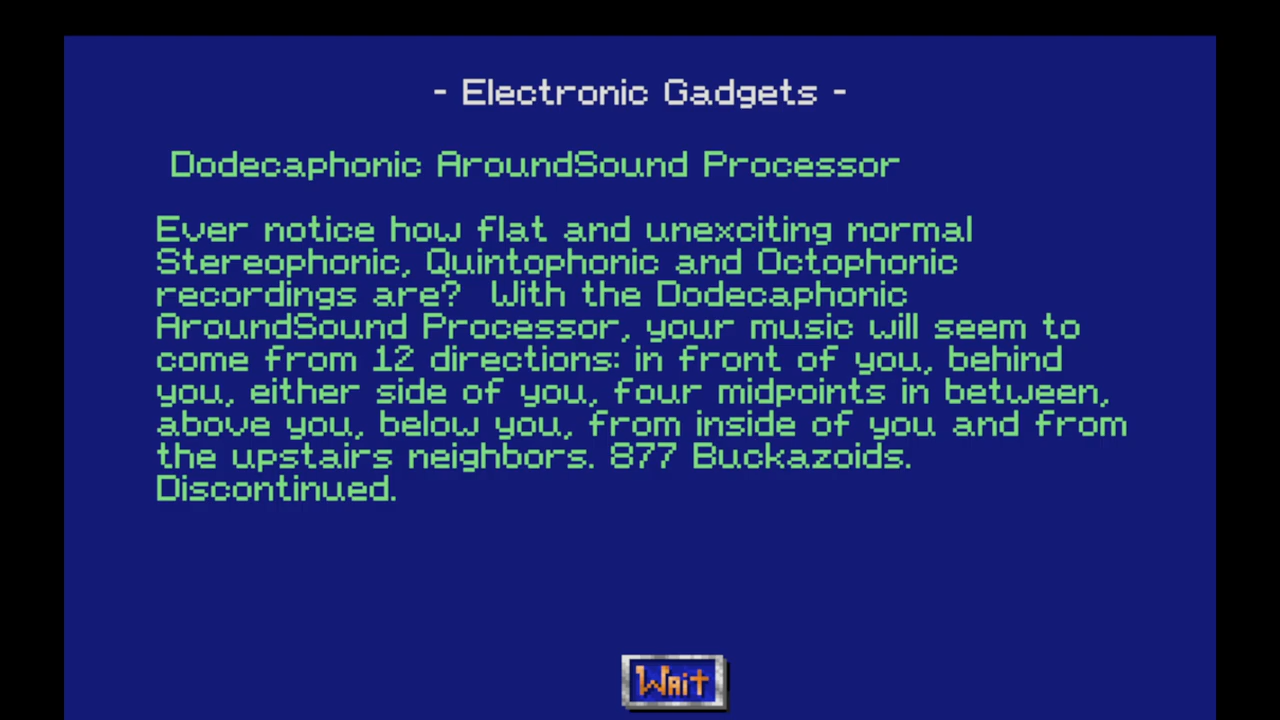 - Electronic Gadgets -
Dodecaphonic AroundSound Processor
Ever notice how flat and unexciting normal
Stereophonic, Quintophonic and Octophonic
recordings are?  With the Dodecaphonic
AroundSound Processor, your music will seem to
come from 12 directions: in front of you, behind
you, either side of you, four midpoints in between,
above you, below you, from inside of you and from
the upstairs neighbors. 877 Buckazoids.
Discontinued.
Wait